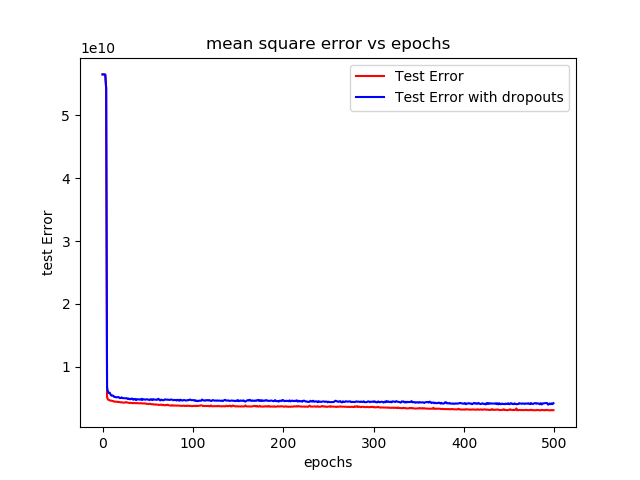 mean square error vs epochs
1e10
Test Error
Test Error with dropouts
5
4
3
2
1
test Error
0
100
200
300
400
500
epochs